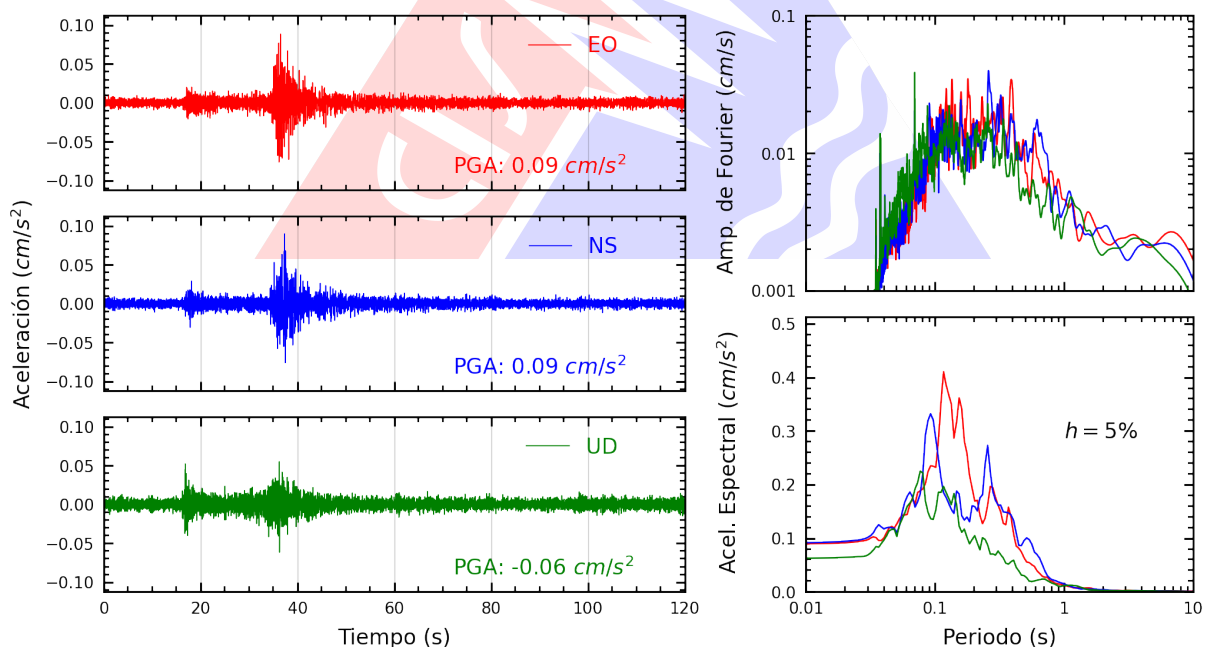 Aceleración (cm/s²)
0.10
0.05
0.00
−0.05
−0.10
EO
PGA: 0.09 cm/s²
0.10
0.05
0.00
−0.05
−0.10
NS
PGA: 0.09 cm/s²
0.10
0.05
0.00
−0.05
−0.10
UD
PGA: -0.06 cm/s²
0 20 40 60 80 100 120
Tiempo (s)
Amp. de Fourier (cm/s)
0.1
0.01
0.001
Acel. Espectral (cm/s²)
0.5
0.4
0.3
0.2
0.1
0.0
h = 5%
0.01 0.1 1 10
Periodo (s)